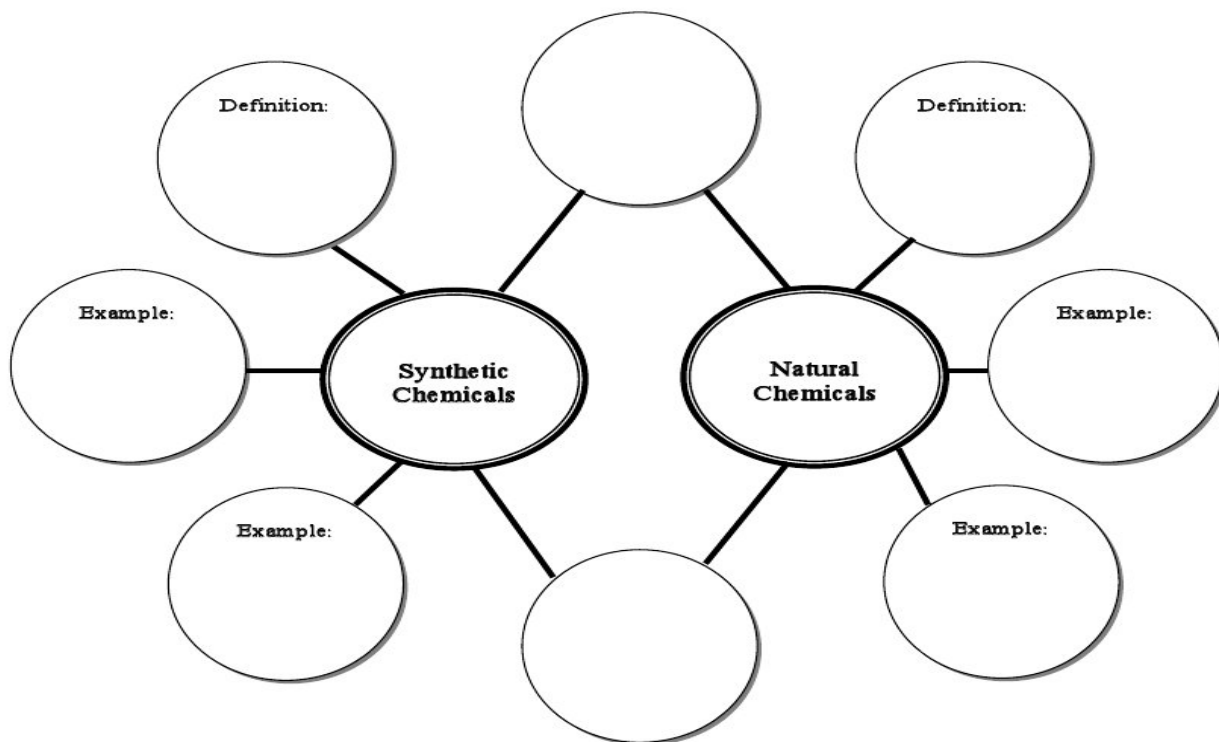 Definition:
Definition:
Example:
Example:
Synthetic
Chemicals
Natural
Chemicals
Example:
Example: